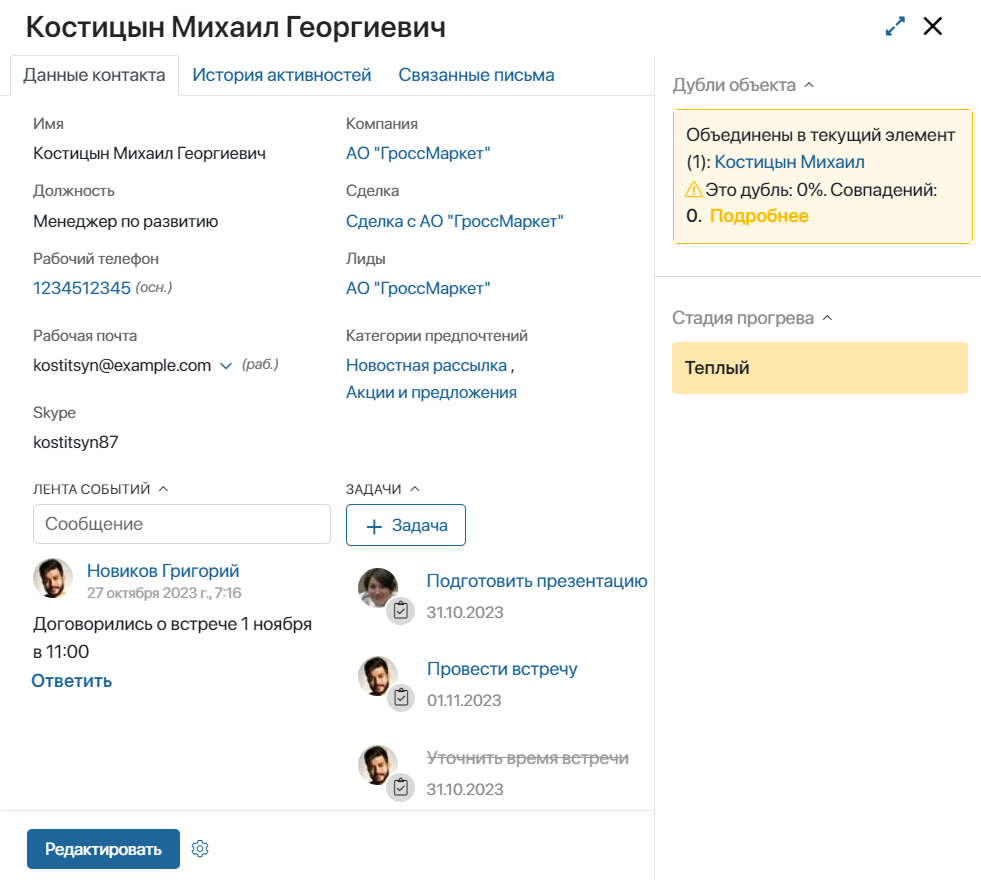 Костицын Михаил Георгиевич
Данные контакта
История активностей
Связанные письма
Имя
Костицын Михаил Георгиевич
Должность
Менеджер по развитию
Рабочий телефон
1234512345 (осн.)
Рабочая почта
kostitsyn@example.com (раб.)
Skype
kostitsyn87
Компания
АО "ГроссМаркет"
Сделка
Сделка с АО "ГроссМаркет"
Лиды
АО "ГроссМаркет"
Категории предпочтений
Новостная рассылка ,
Акции и предложения
ЛЕНТА СОБЫТИЙ
Сообщение
Новиков Григорий
27 октября 2023 г., 7:16
Договорились о встрече 1 ноября
в 11:00
Ответить
ЗАДАЧИ
+ Задача
Подготовить презентацию
31.10.2023
Провести встречу
01.11.2023
Уточнить время встречи
31.10.2023
Редактировать
Дубли объекта
Объединены в текущий элемент
(1): Костицын Михаил
Это дубль: 0%. Совпадений:
0. Подробнее
Стадия прогрева
Теплый